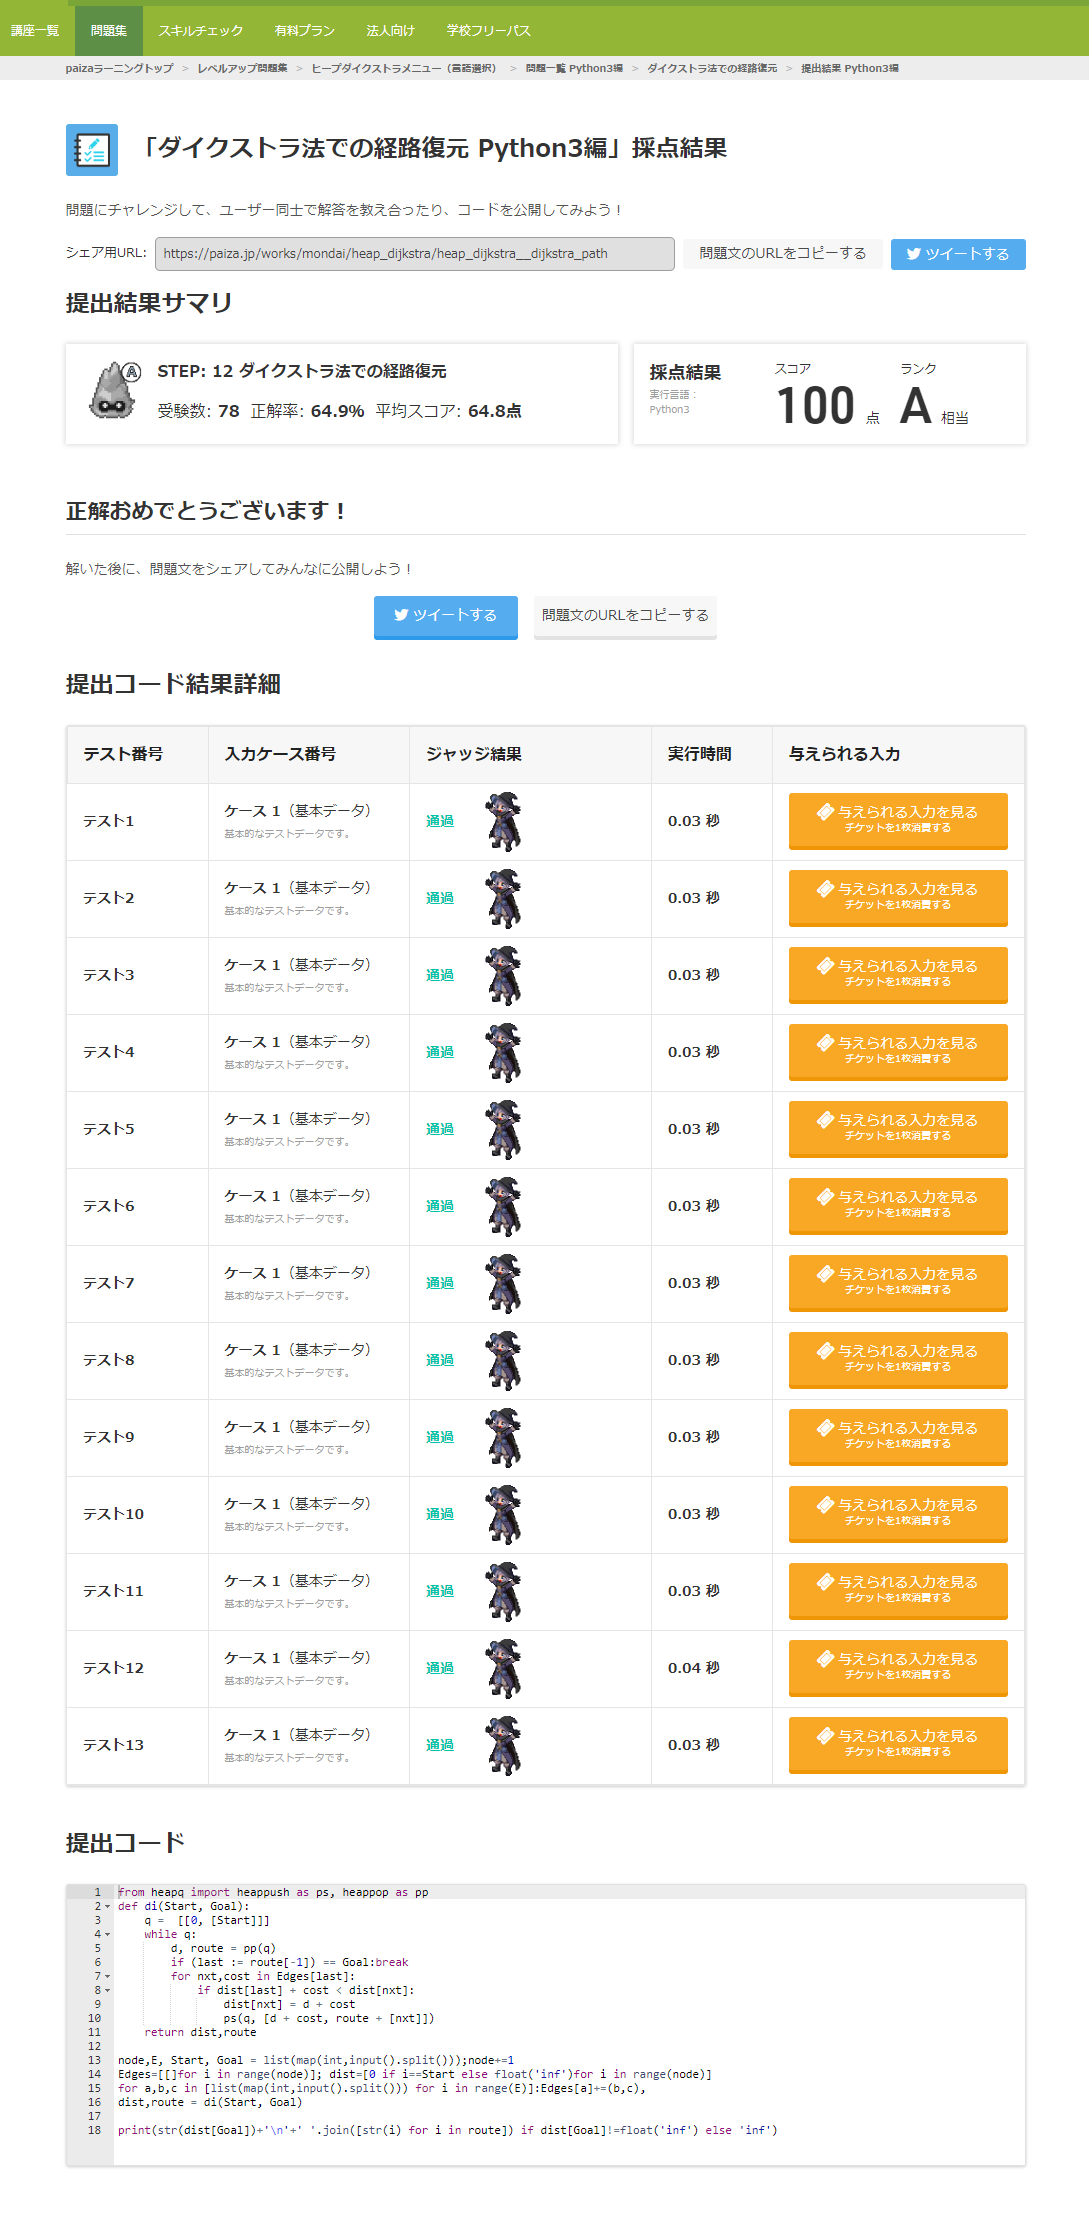 講座一覧 問題集 スキルチェック 有料プラン 法人向け 学校フリーパス
paizaラーニングトップ > レベルアップ問題集 > ヒープダイクストラメニュー（言語選択） > 問題一覧 Python3編 > ダイクストラ法での経路復元 > 提出結果 Python3編
「ダイクストラ法での経路復元 Python3編」採点結果
問題にチャレンジして、ユーザー同士で解答を教え合ったり、コードを公開してみよう！
シェア用URL: https://paiza.jp/works/mondai/heap_dijkstra/heap_dijkstra__dijkstra_path 問題文のURLをコピーする ツイートする
提出結果サマリ
A
STEP: 12 ダイクストラ法での経路復元
受験数: 78 正解率: 64.9% 平均スコア: 64.8点
採点結果
実行言語：
Python3
スコア
100 点
ランク
A 相当
正解おめでとうございます！
解いた後に、問題文をシェアしてみんなに公開しよう！
ツイートする 問題文のURLをコピーする
提出コード結果詳細
テスト番号 入力ケース番号 ジャッジ結果 実行時間 与えられる入力
テスト1 ケース 1（基本データ） 基本的なテストデータです。 通過 0.03 秒 与えられる入力を見る チケットを1枚消費する
テスト2 ケース 1（基本データ） 基本的なテストデータです。 通過 0.03 秒 与えられる入力を見る チケットを1枚消費する
テスト3 ケース 1（基本データ） 基本的なテストデータです。 通過 0.03 秒 与えられる入力を見る チケットを1枚消費する
テスト4 ケース 1（基本データ） 基本的なテストデータです。 通過 0.03 秒 与えられる入力を見る チケットを1枚消費する
テスト5 ケース 1（基本データ） 基本的なテストデータです。 通過 0.03 秒 与えられる入力を見る チケットを1枚消費する
テスト6 ケース 1（基本データ） 基本的なテストデータです。 通過 0.03 秒 与えられる入力を見る チケットを1枚消費する
テスト7 ケース 1（基本データ） 基本的なテストデータです。 通過 0.03 秒 与えられる入力を見る チケットを1枚消費する
テスト8 ケース 1（基本データ） 基本的なテストデータです。 通過 0.03 秒 与えられる入力を見る チケットを1枚消費する
テスト9 ケース 1（基本データ） 基本的なテストデータです。 通過 0.03 秒 与えられる入力を見る チケットを1枚消費する
テスト10 ケース 1（基本データ） 基本的なテストデータです。 通過 0.03 秒 与えられる入力を見る チケットを1枚消費する
テスト11 ケース 1（基本データ） 基本的なテストデータです。 通過 0.03 秒 与えられる入力を見る チケットを1枚消費する
テスト12 ケース 1（基本データ） 基本的なテストデータです。 通過 0.04 秒 与えられる入力を見る チケットを1枚消費する
テスト13 ケース 1（基本データ） 基本的なテストデータです。 通過 0.03 秒 与えられる入力を見る チケットを1枚消費する
提出コード
1 from heapq import heappush as ps, heappop as pp
2 def di(Start, Goal):
3     q =  [[0, [Start]]]
4     while q:
5         d, route = pp(q)
6         if (last := route[-1]) == Goal:break
7         for nxt,cost in Edges[last]:
8             if dist[last] + cost < dist[nxt]:
9                 dist[nxt] = d + cost
10                 ps(q, [d + cost, route + [nxt]])
11     return dist,route
12
13 node,E, Start, Goal = list(map(int,input().split()));node+=1
14 Edges=[[]for i in range(node)]; dist=[0 if i==Start else float('inf')for i in range(node)]
15 for a,b,c in [list(map(int,input().split())) for i in range(E)]:Edges[a]+=(b,c),
16 dist,route = di(Start, Goal)
17
18 print(str(dist[Goal])+'\n'+' '.join([str(i) for i in route]) if dist[Goal]!=float('inf') else 'inf')